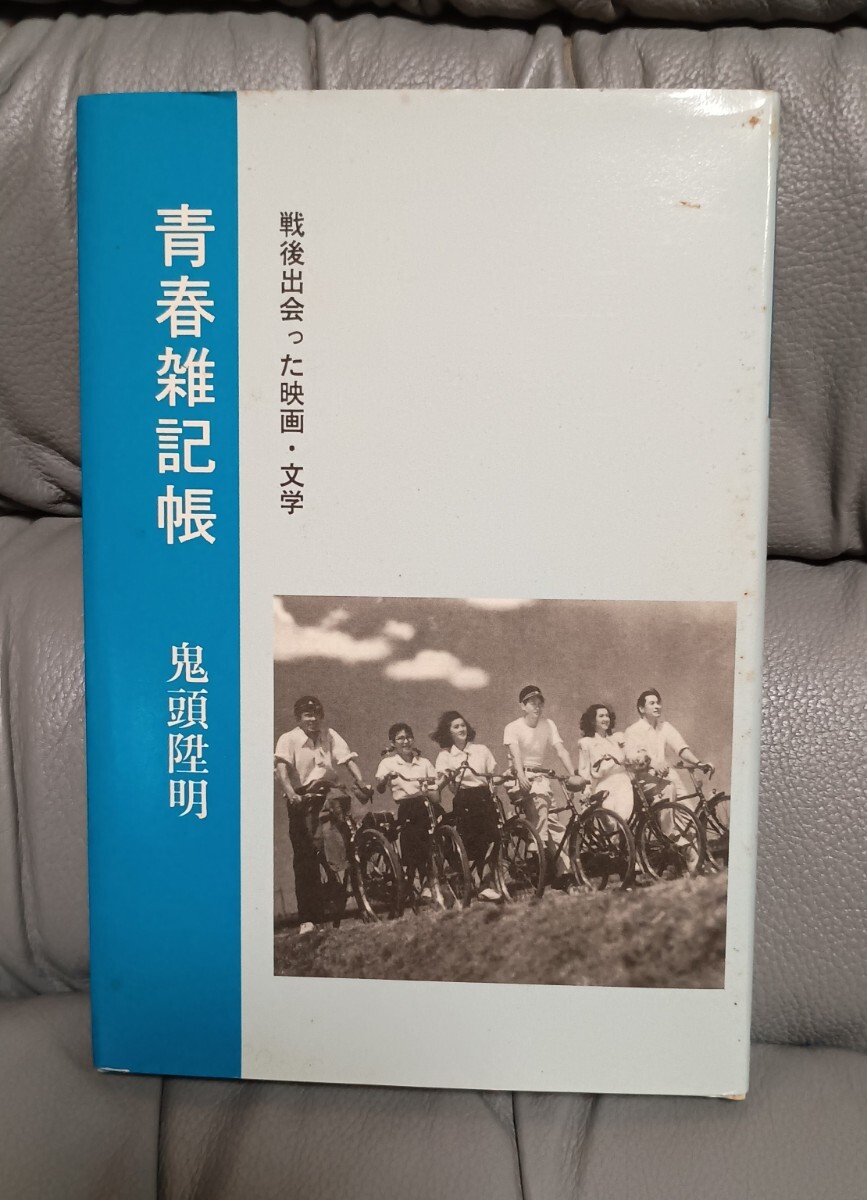 青春雑記帳
鬼頭陞明
戦後出会った映画・文学